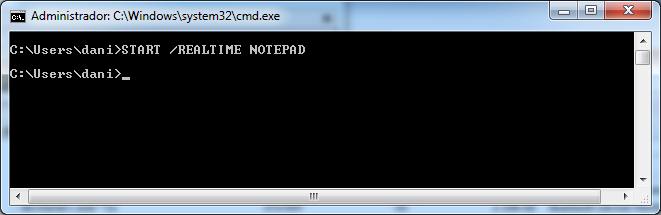 Administrador: C:\Windows\system32\cmd.exe
C:\Users\dani>START /REALTIME NOTEPAD
C:\Users\dani>_